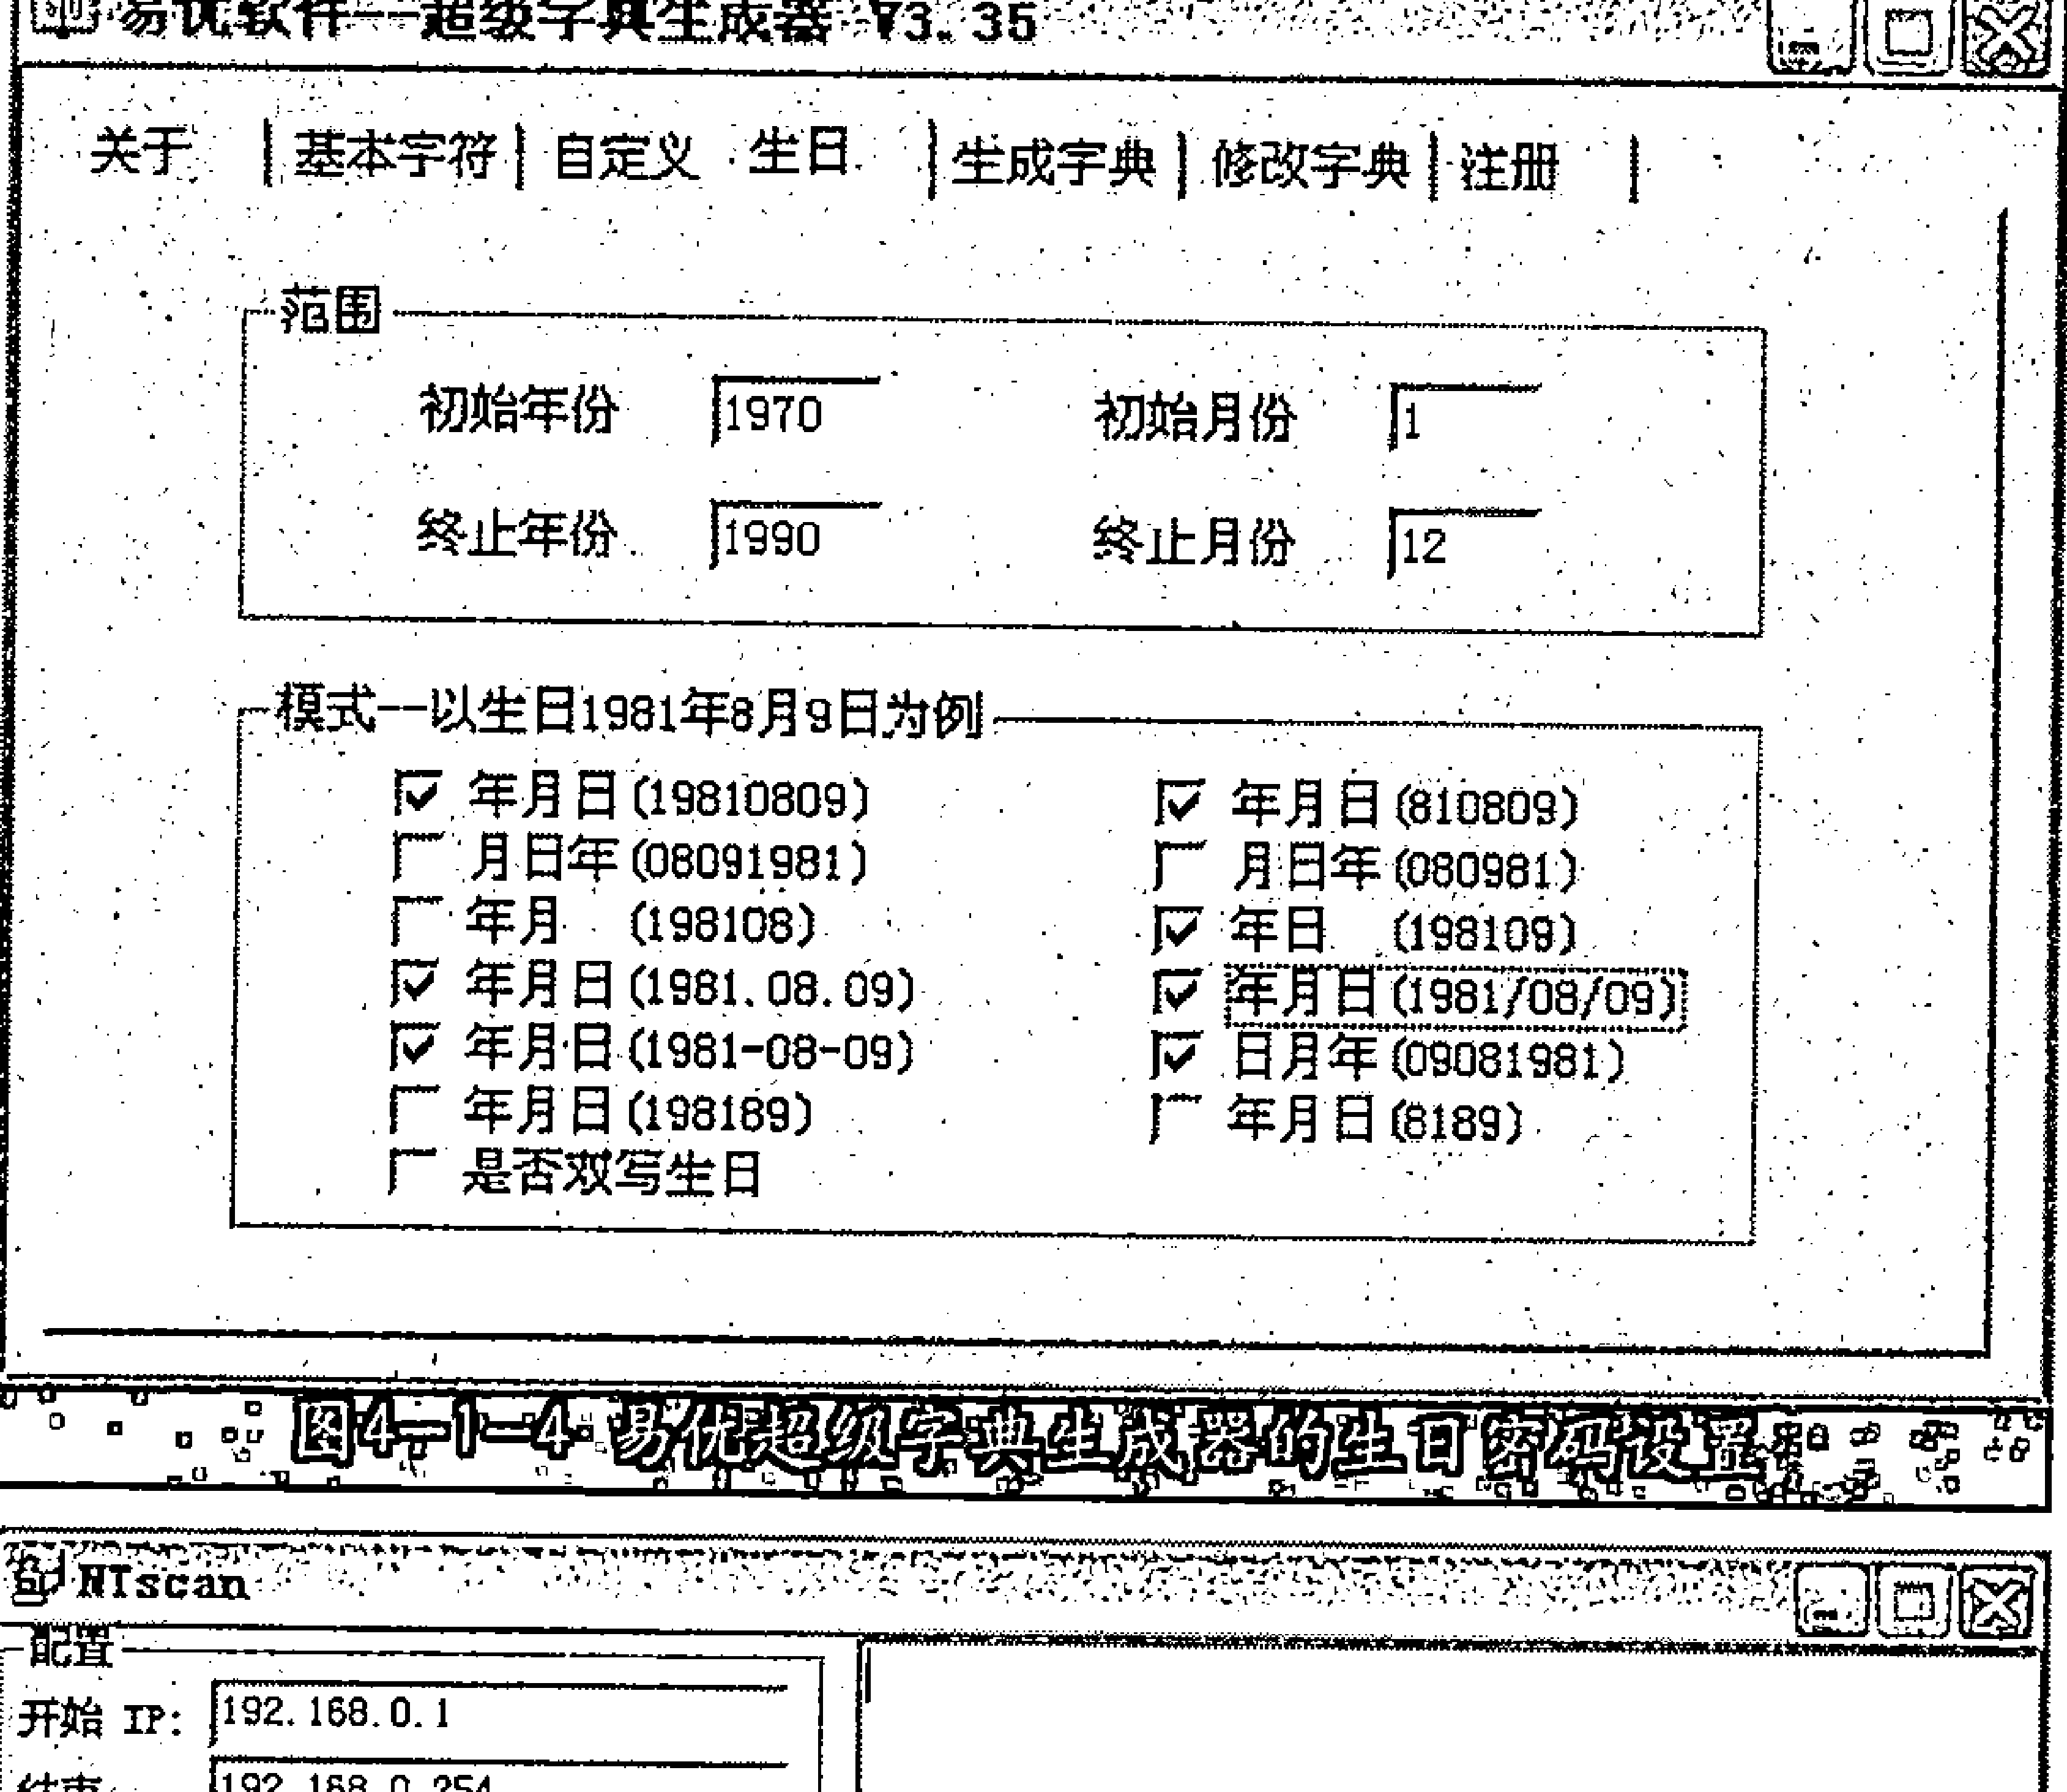 易优软件--超级字典生成器 V3.35
关于 基本字符 自定义 生日 生成字典 修改字典 注册
范围
初始年份 1970 初始月份 1
终止年份 1990 终止月份 12
模式--以生日1981年8月9日为例
年月日(19810809) 年月日(810809)
月日年(08091981) 月日年(080981)
年月 (198108) 年日 (198109)
年月日(1981.08.09) 年月日(1981/08/09)
年月日(1981-08-09) 日月年(09081981)
年月日(198189) 年月日(8189)
是否双写生日
图4-1-4 易优超级字典生成器的生日密码设置
NTscan
配置
开始 IP: 192.168.0.1
结束 192.168.0.254